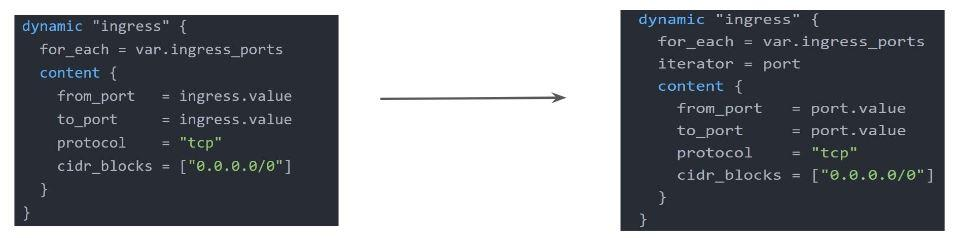 dynamic "ingress" {
  for_each = var.ingress_ports
  content {
    from_port   = ingress.value
    to_port     = ingress.value
    protocol    = "tcp"
    cidr_blocks = ["0.0.0.0/0"]
  }
}
dynamic "ingress" {
  for_each = var.ingress_ports
  iterator = port
  content {
    from_port   = port.value
    to_port     = port.value
    protocol    = "tcp"
    cidr_blocks = ["0.0.0.0/0"]
  }
}